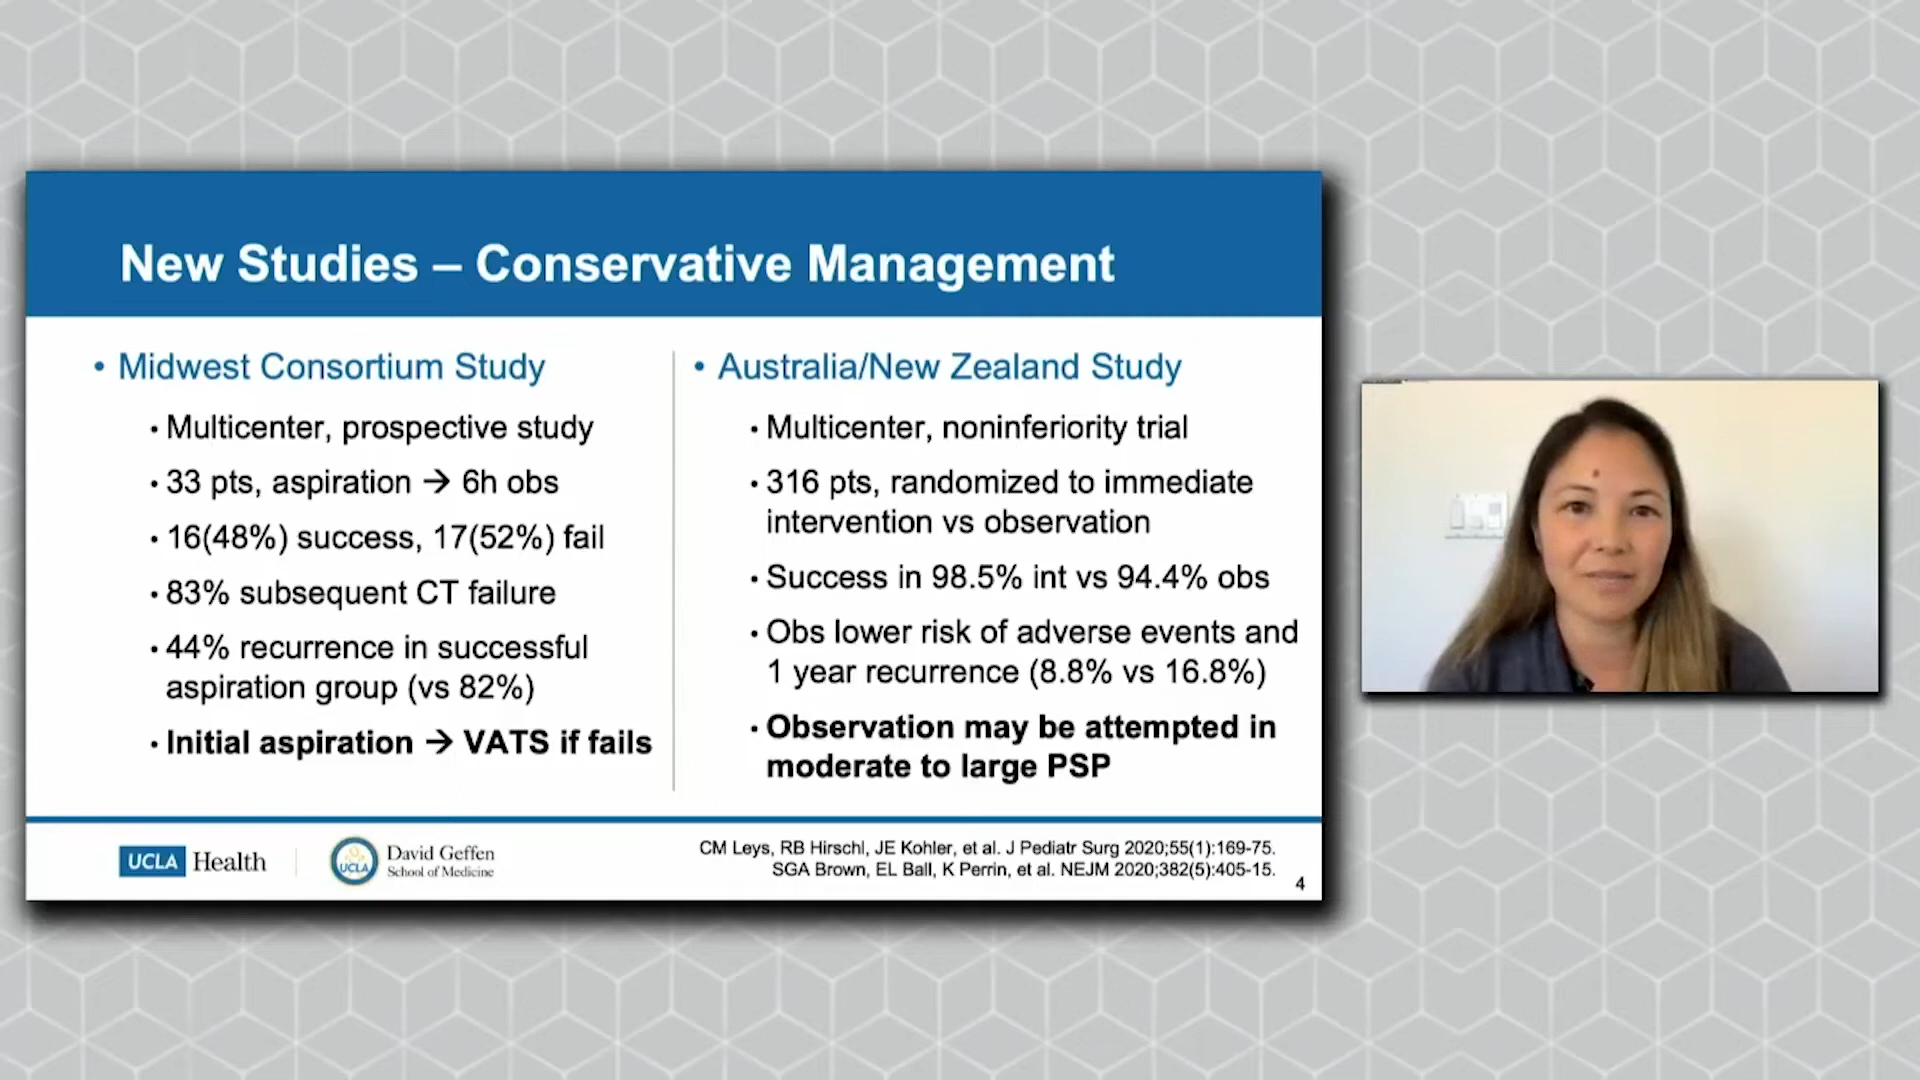 New Studies – Conservative Management
• Midwest Consortium Study
• Multicenter, prospective study
• 33 pts, aspiration → 6h obs
• 16(48%) success, 17(52%) fail
• 83% subsequent CT failure
• 44% recurrence in successful
aspiration group (vs 82%)
• Initial aspiration → VATS if fails
• Australia/New Zealand Study
• Multicenter, noninferiority trial
• 316 pts, randomized to immediate
intervention vs observation
• Success in 98.5% int vs 94.4% obs
• Obs lower risk of adverse events and
1 year recurrence (8.8% vs 16.8%)
• Observation may be attempted in
moderate to large PSP
UCLA Health
UCLA
David Geffen
School of Medicine
CM Leys, RB Hirschl, JE Kohler, et al. J Pediatr Surg 2020;55(1):169-75.
SGA Brown, EL Ball, K Perrin, et al. NEJM 2020;382(5):405-15.
4